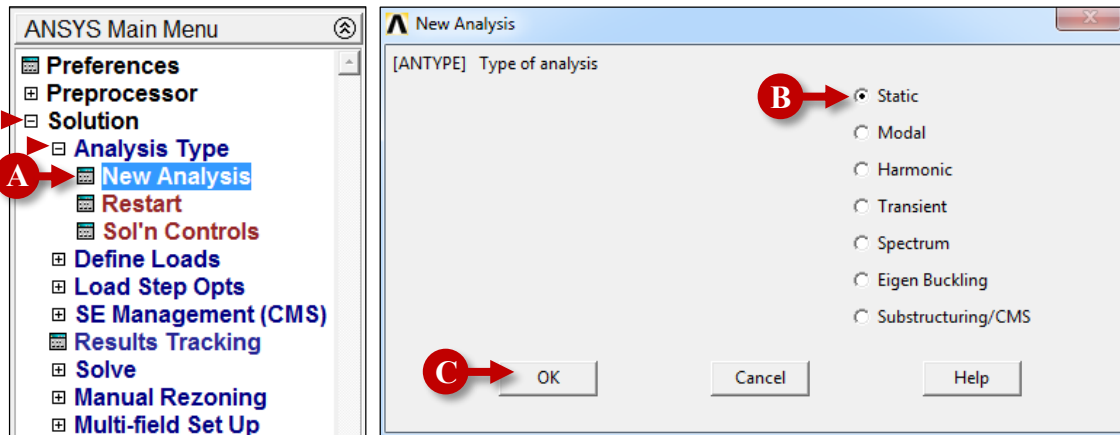 ANSYS Main Menu
Preferences
Preprocessor
Solution
Analysis Type
A
New Analysis
Restart
Sol'n Controls
Define Loads
Load Step Opts
SE Management (CMS)
Results Tracking
Solve
Manual Rezoning
Multi-field Set Up
New Analysis
[ANTYPE] Type of analysis
B
Static
Modal
Harmonic
Transient
Spectrum
Eigen Buckling
Substructuring/CMS
C
OK Cancel Help